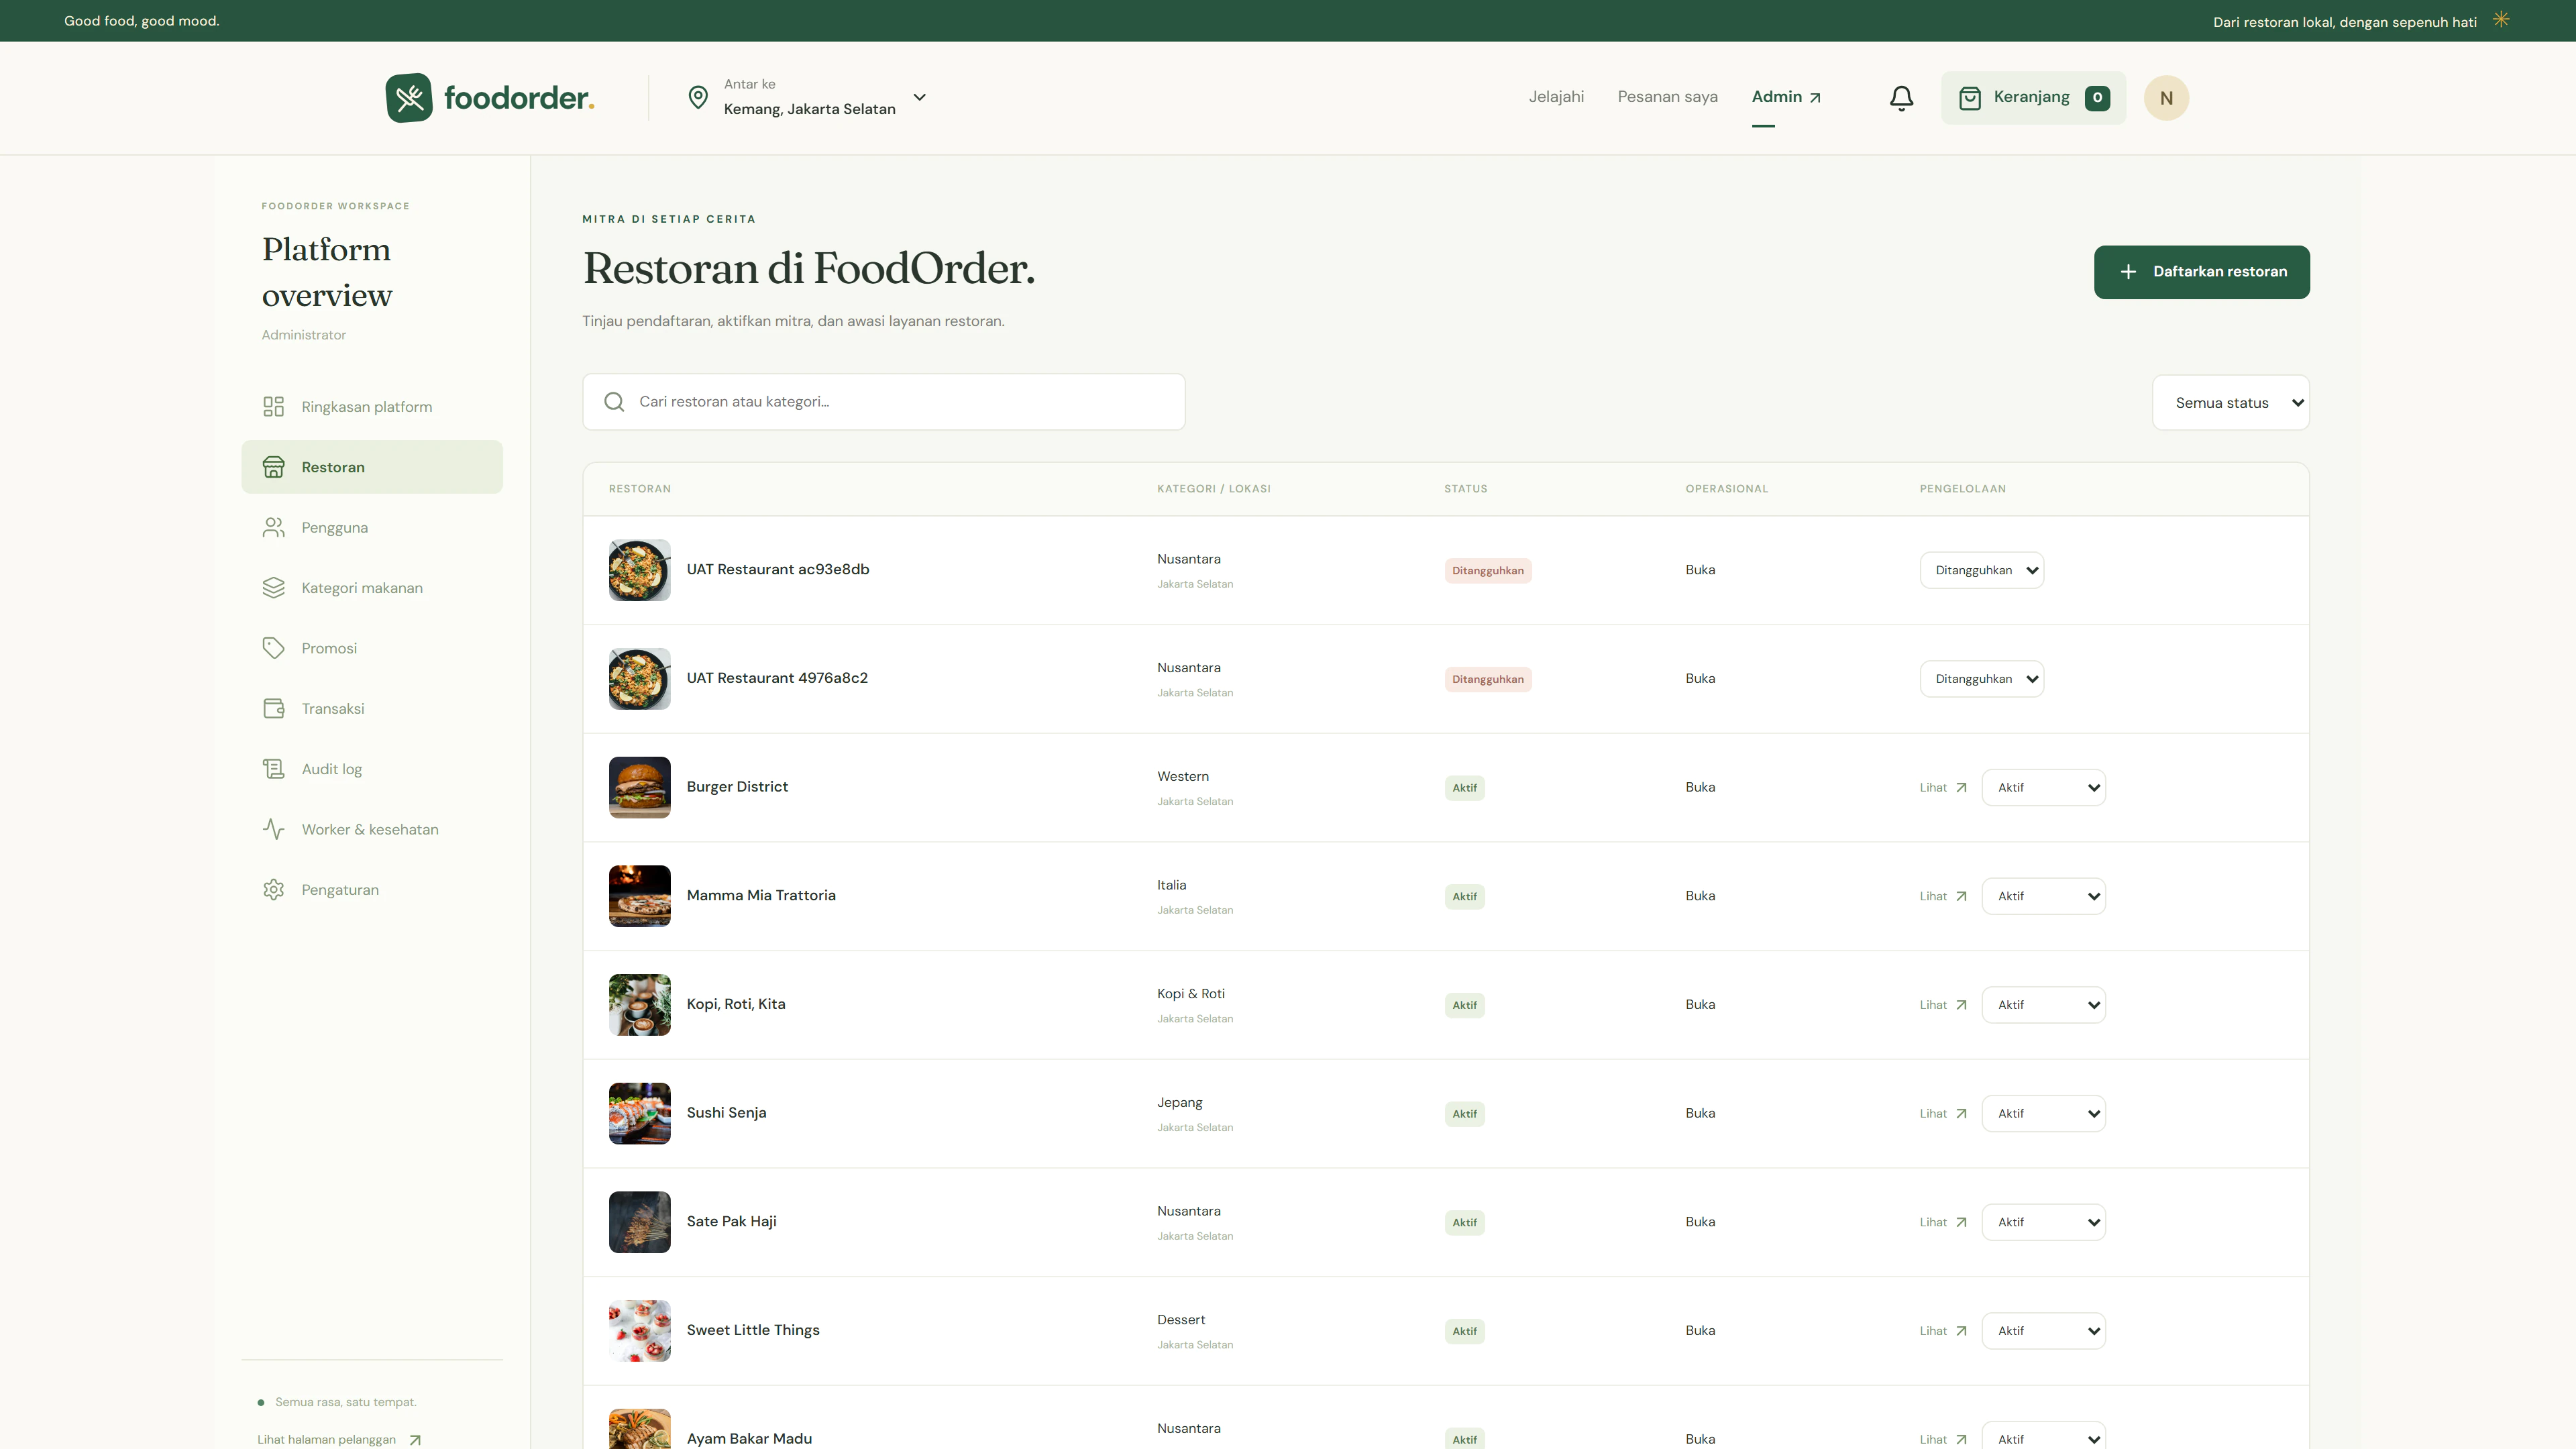 Good food, good mood.
Dari restoran lokal, dengan sepenuh hati
foodorder.
Antar ke
Kemang, Jakarta Selatan
Jelajahi
Pesanan saya
Admin
Keranjang
0
N
FOODORDER WORKSPACE
Platform
overview
Administrator
Ringkasan platform
Restoran
Pengguna
Kategori makanan
Promosi
Transaksi
Audit log
Worker & kesehatan
Pengaturan
Semua rasa, satu tempat.
Lihat halaman pelanggan
MITRA DI SETIAP CERITA
Restoran di FoodOrder.
Tinjau pendaftaran, aktifkan mitra, dan awasi layanan restoran.
Daftarkan restoran
Cari restoran atau kategori...
Semua status
RESTORAN KATEGORI / LOKASI STATUS OPERASIONAL PENGELOLAAN
UAT Restaurant ac93e8db
Nusantara
Jakarta Selatan
Ditangguhkan
Buka
Ditangguhkan
UAT Restaurant 4976a8c2
Nusantara
Jakarta Selatan
Ditangguhkan
Buka
Ditangguhkan
Burger District
Western
Jakarta Selatan
Aktif
Buka
Lihat
Aktif
Mamma Mia Trattoria
Italia
Jakarta Selatan
Aktif
Buka
Lihat
Aktif
Kopi, Roti, Kita
Kopi & Roti
Jakarta Selatan
Aktif
Buka
Lihat
Aktif
Sushi Senja
Jepang
Jakarta Selatan
Aktif
Buka
Lihat
Aktif
Sate Pak Haji
Nusantara
Jakarta Selatan
Aktif
Buka
Lihat
Aktif
Sweet Little Things
Dessert
Jakarta Selatan
Aktif
Buka
Lihat
Aktif
Ayam Bakar Madu
Nusantara
Aktif
Buka
Lihat
Aktif